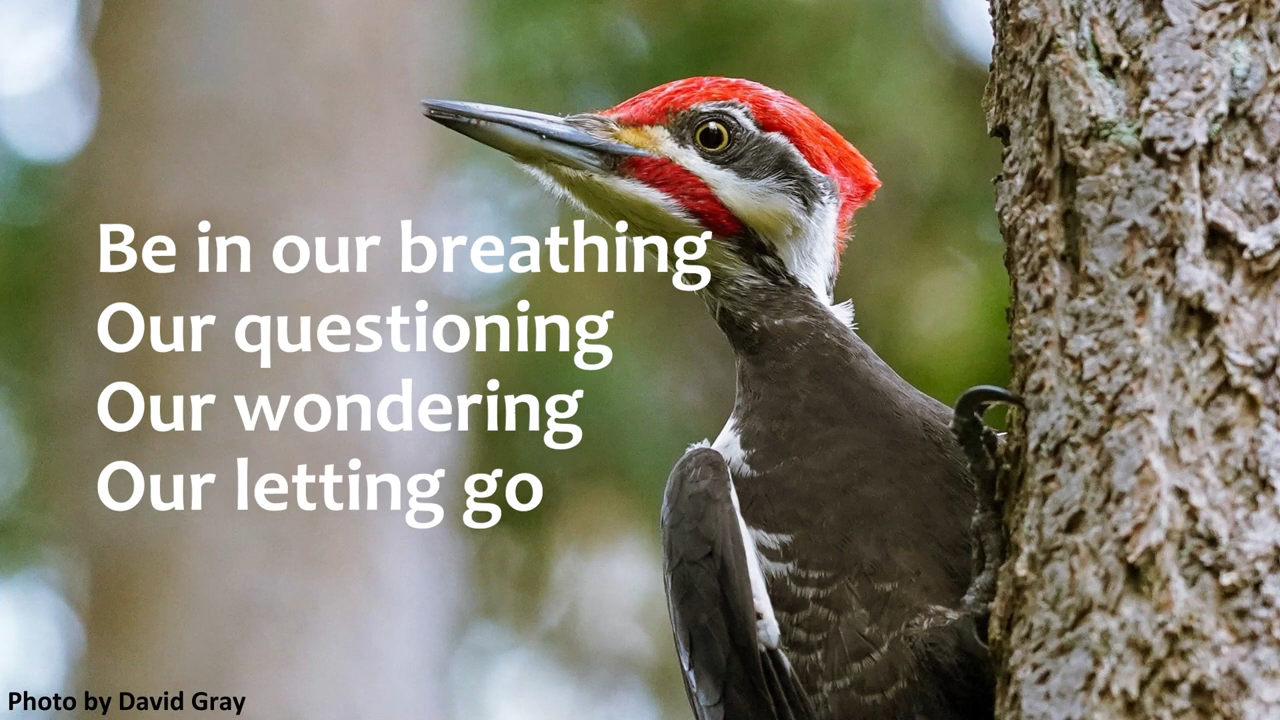 Be in our breathing
Our questioning
Our wondering
Our letting go
Photo by David Gray